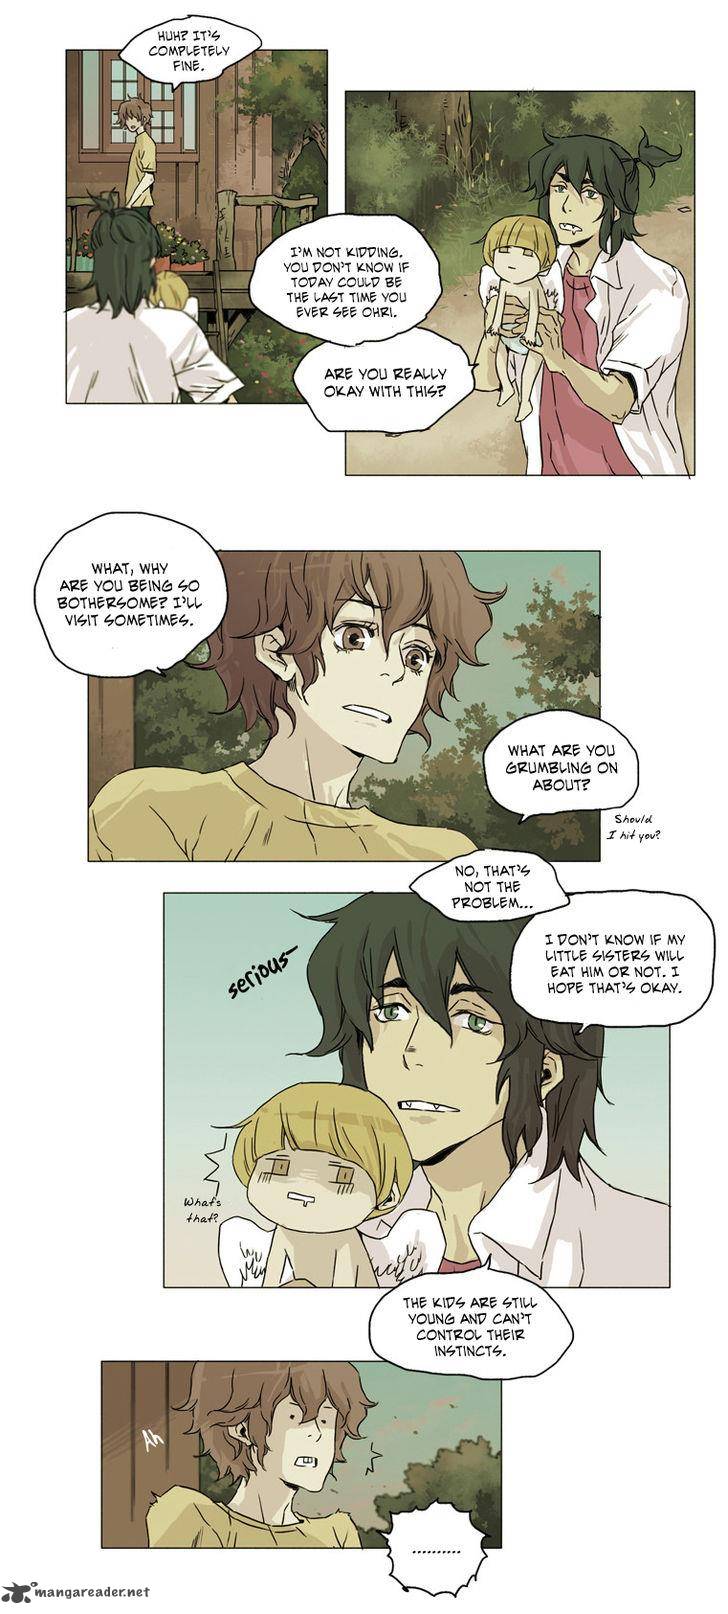 HUH? IT'S
COMPLETELY
FINE.
I'M NOT KIDDING.
YOU DON'T KNOW IF
TODAY COULD BE
THE LAST TIME YOU
EVER SEE OHRI.
ARE YOU REALLY
OKAY WITH THIS?
WHAT, WHY
ARE YOU BEING SO
BOTHERSOME? I'LL
VISIT SOMETIMES.
WHAT ARE YOU
GRUMBLING ON
ABOUT?
Should
I hit you?
NO, THAT'S
NOT THE
PROBLEM...
serious~
I DON'T KNOW IF MY
LITTLE SISTERS WILL
EAT HIM OR NOT. I
HOPE THAT'S OKAY.
What's
that?
THE KIDS ARE STILL
YOUNG AND CAN'T
CONTROL THEIR
INSTINCTS.
Ah
..........
mangareader.net